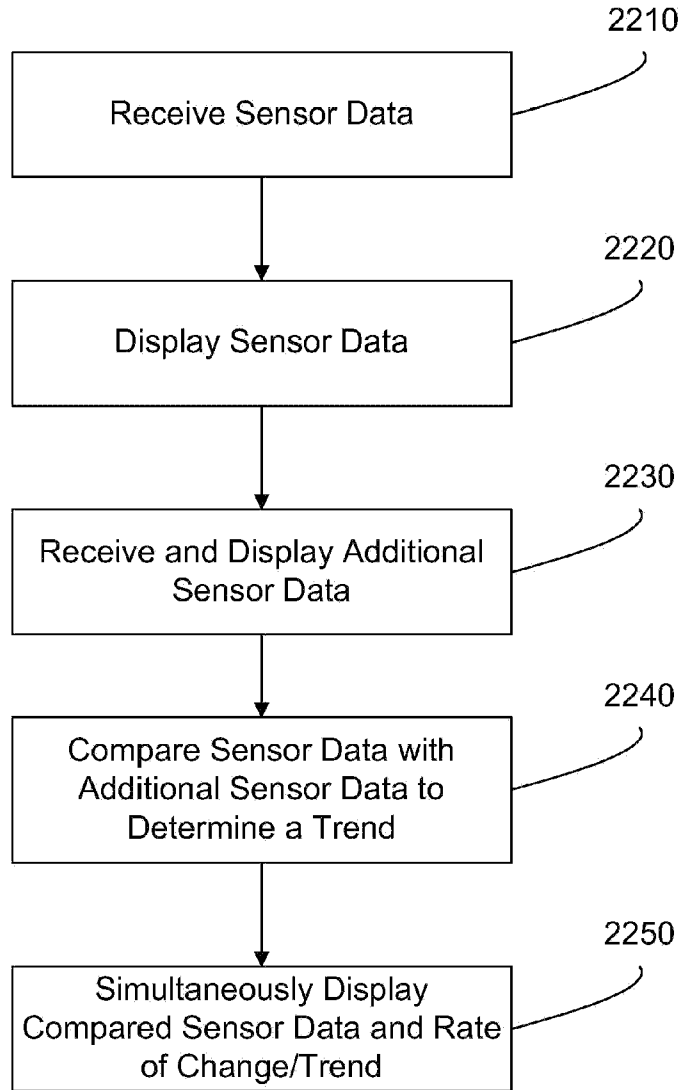 2210
Receive Sensor Data
2220
Display Sensor Data
2230
Receive and Display Additional
Sensor Data
2240
Compare Sensor Data with
Additional Sensor Data to
Determine a Trend
2250
Simultaneously Display
Compared Sensor Data and Rate
of Change/Trend